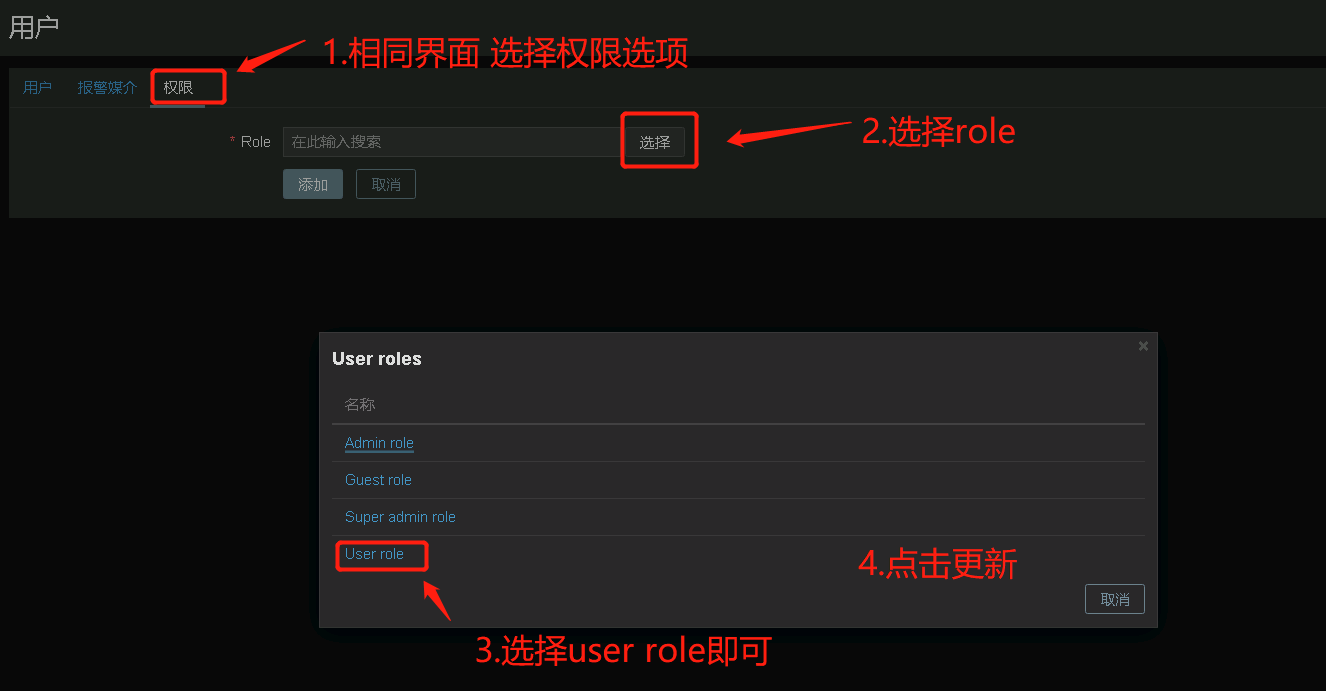 用户
1.相同界面 选择权限选项
用户 报警媒介 权限
* Role 在此输入搜索 选择
2.选择role
添加 取消
User roles
名称
Admin role
Guest role
Super admin role
User role
4.点击更新
取消
3.选择user role即可